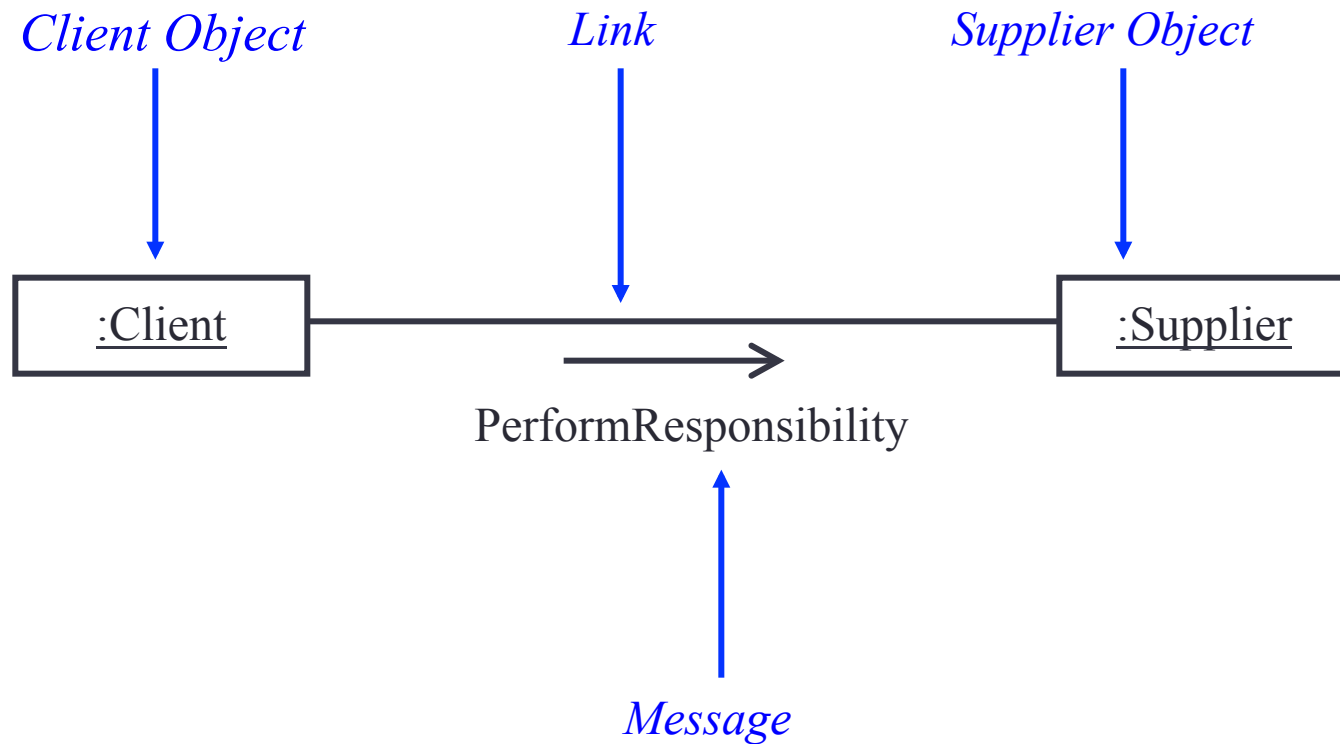 Client Object
Link
Supplier Object
:Client
:Supplier
PerformResponsibility
Message